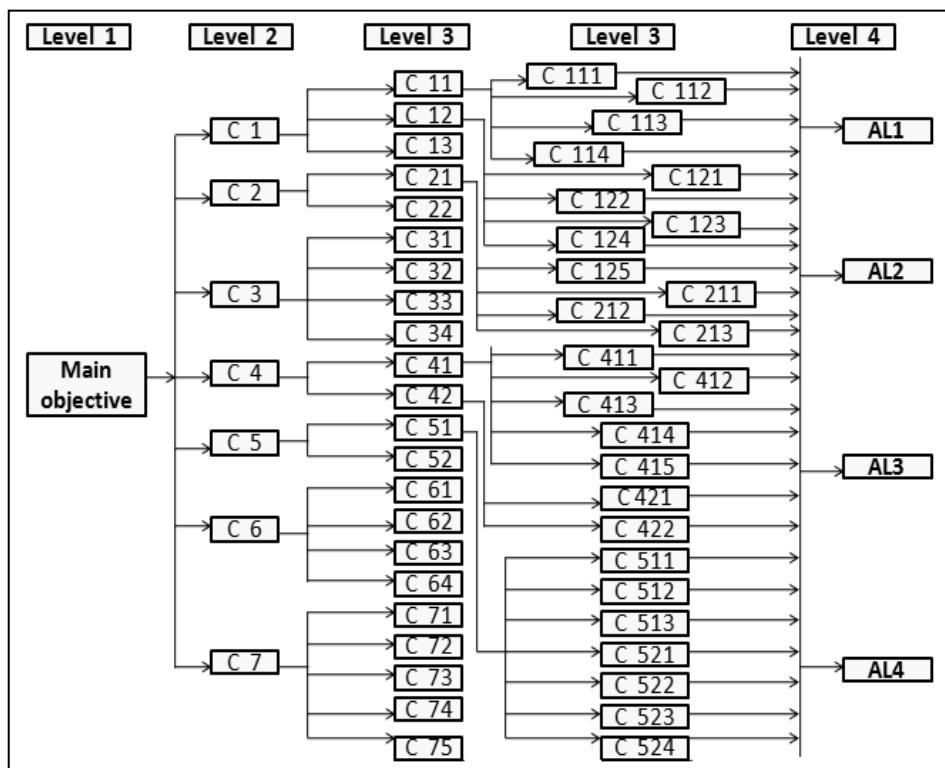 Level 1
Level 2
Level 3
Level 3
Level 4
Main
objective
C 1
C 2
C 3
C 4
C 5
C 6
C 7
C 11
C 12
C 13
C 21
C 22
C 31
C 32
C 33
C 34
C 41
C 42
C 51
C 52
C 61
C 62
C 63
C 64
C 71
C 72
C 73
C 74
C 75
C 111
C 112
C 113
C 114
C 121
C 122
C 123
C 124
C 125
C 211
C 212
C 213
C 411
C 412
C 413
C 414
C 415
C 421
C 422
C 511
C 512
C 513
C 521
C 522
C 523
C 524
AL1
AL2
AL3
AL4